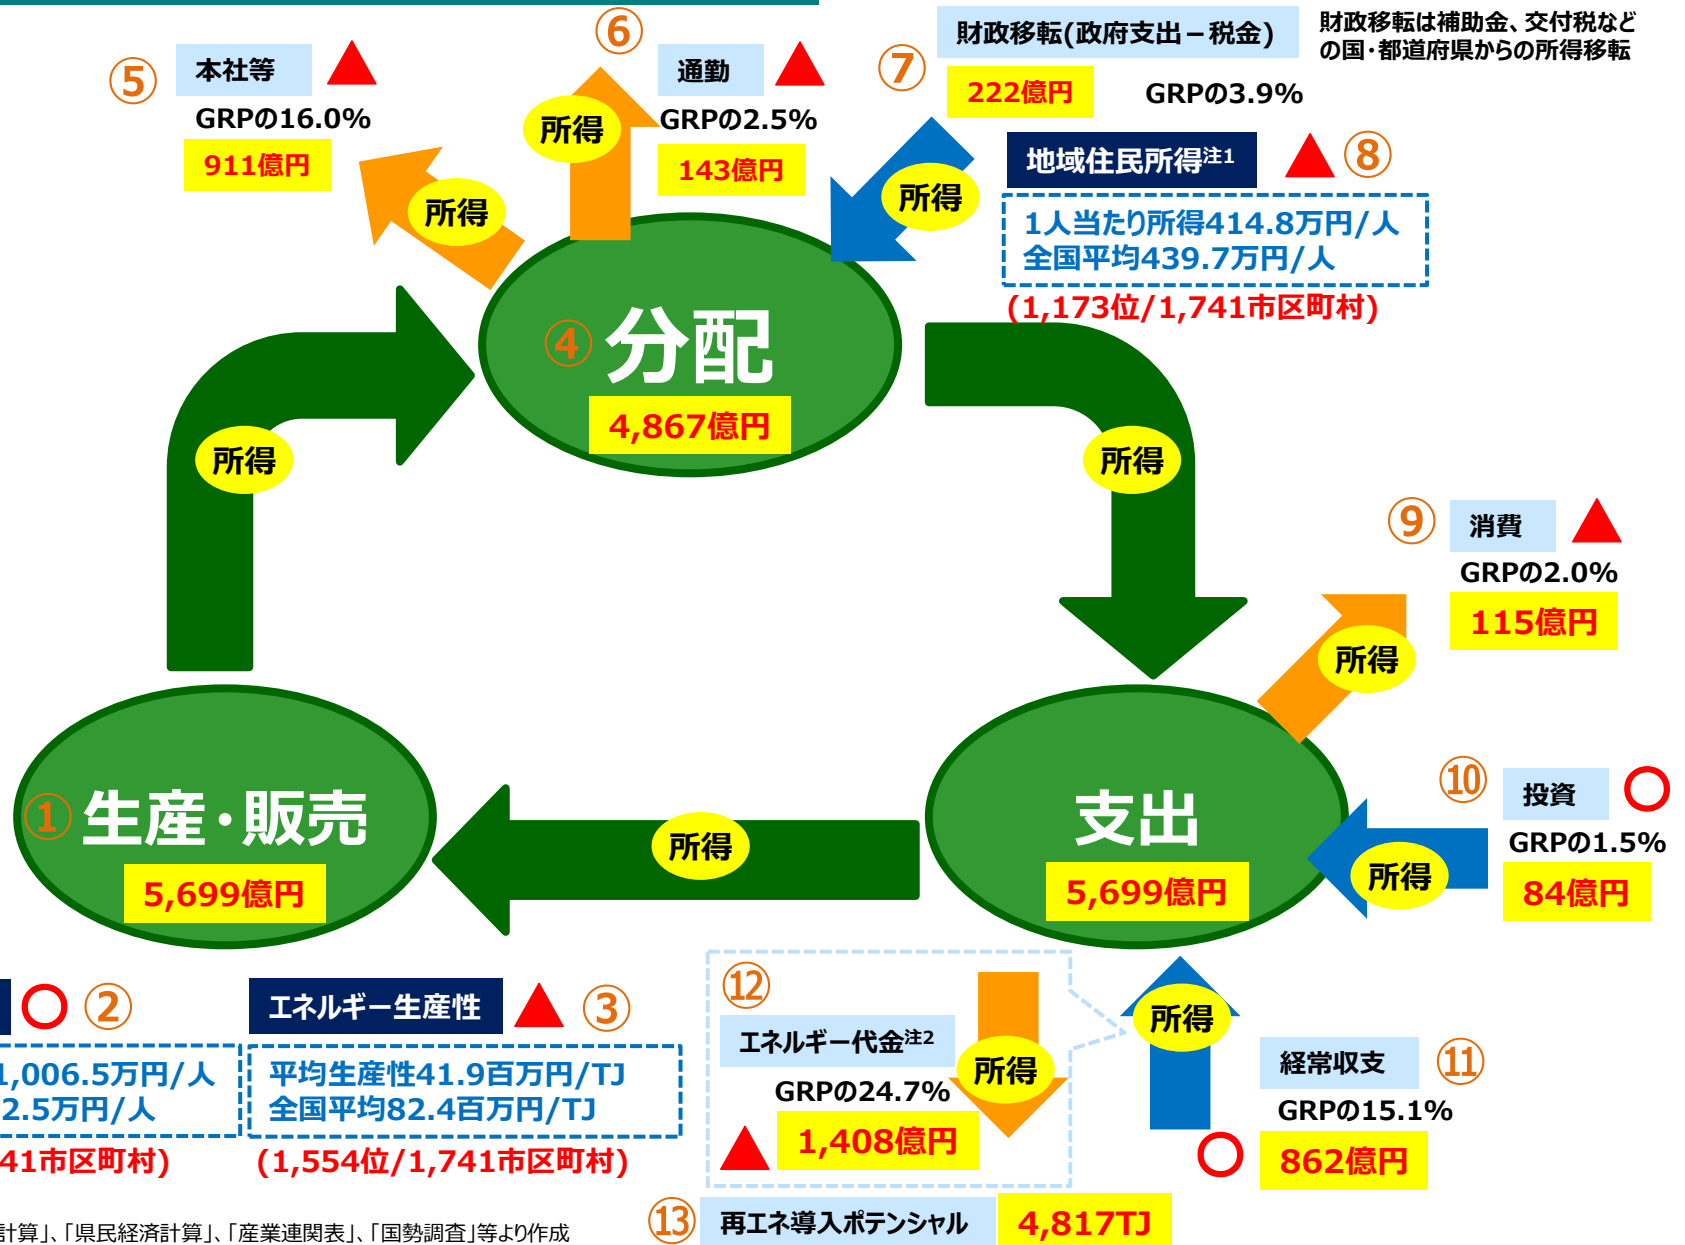 ⑤
本社等
GRPの16.0%
911億円
所得
⑥
通勤
GRPの2.5%
143億円
所得
⑦
財政移転(政府支出－税金)
222億円
GRPの3.9%
所得
財政移転は補助金、交付税など
の国・都道府県からの所得移転
地域住民所得注1
⑧
1人当たり所得414.8万円/人
全国平均439.7万円/人
(1,173位/1,741市区町村)
④
分配
4,867億円
所得
所得
⑨
消費
GRPの2.0%
115億円
所得
①
生産・販売
5,699億円
所得
支出
5,699億円
⑩
投資
GRPの1.5%
84億円
所得
②
1,006.5万円/人
2.5万円/人
41市区町村)
エネルギー生産性
③
平均生産性41.9百万円/TJ
全国平均82.4百万円/TJ
(1,554位/1,741市区町村)
⑫
エネルギー代金注2
GRPの24.7%
1,408億円
所得
所得
経常収支
⑪
GRPの15.1%
862億円
⑬
再エネ導入ポテンシャル
4,817TJ
計算」、「県民経済計算」、「産業連関表」、「国勢調査」等より作成